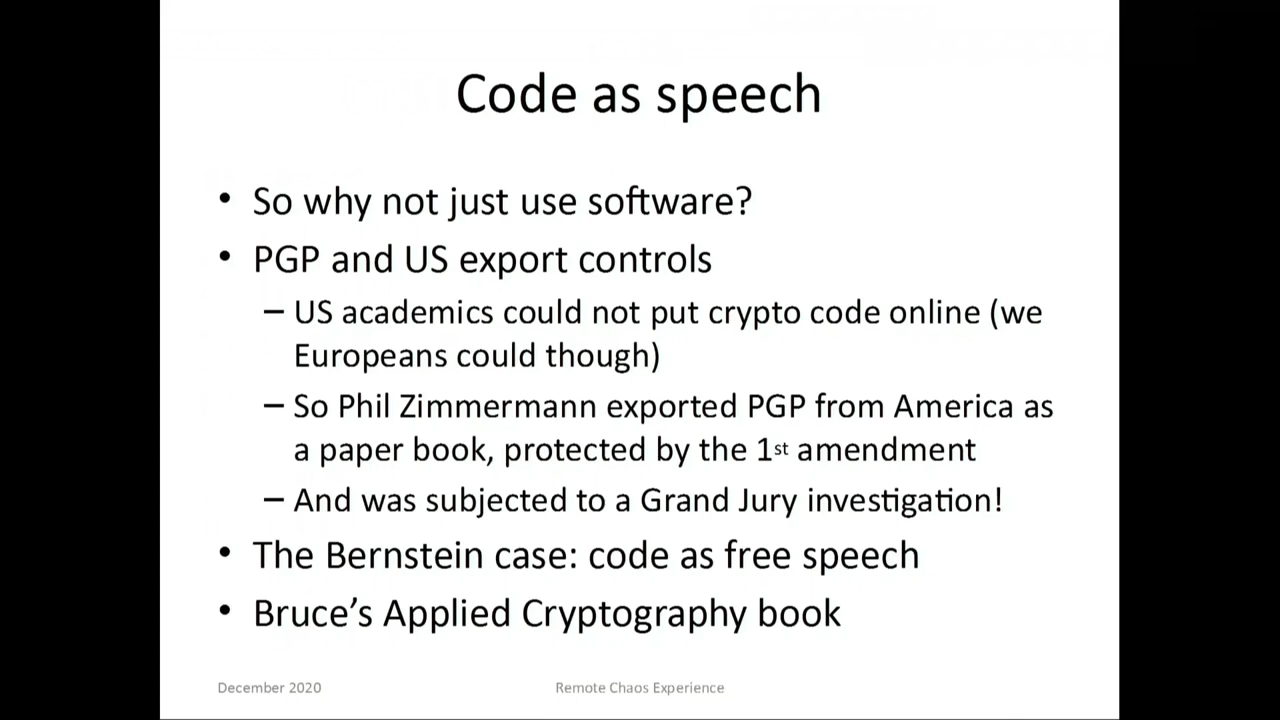 Code as speech
• So why not just use software?
• PGP and US export controls
– US academics could not put crypto code online (we
Europeans could though)
– So Phil Zimmermann exported PGP from America as
a paper book, protected by the 1st amendment
– And was subjected to a Grand Jury investigation!
• The Bernstein case: code as free speech
• Bruce’s Applied Cryptography book
December 2020
Remote Chaos Experience